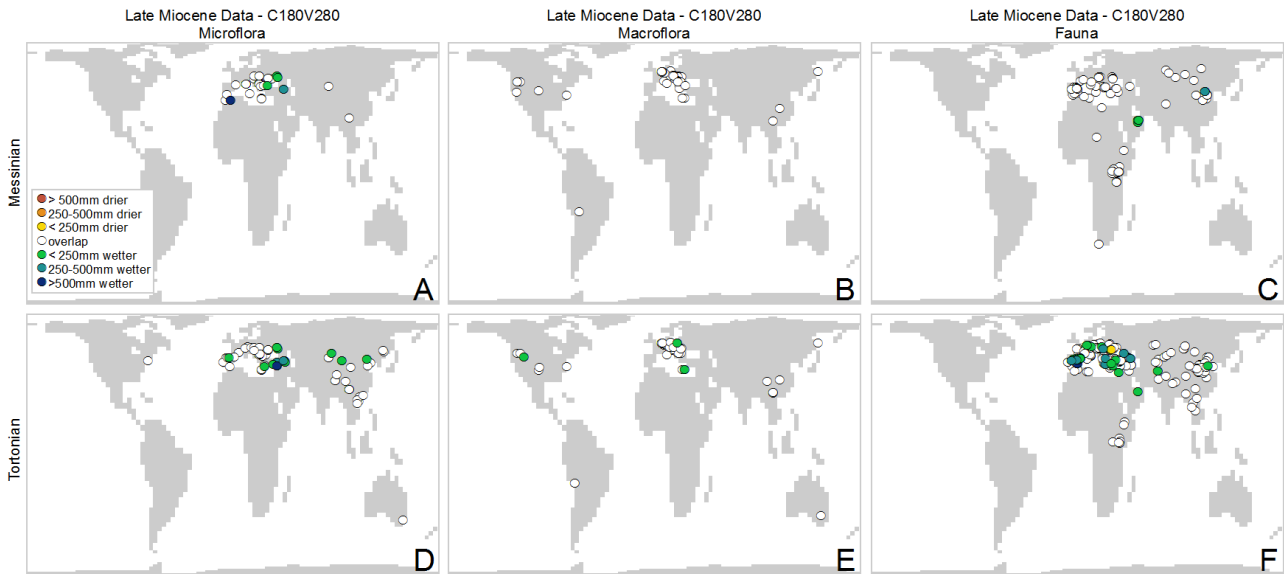 Late Miocene Data - C180V280
Microflora
Late Miocene Data - C180V280
Macroflora
Late Miocene Data - C180V280
Fauna
Messinian
> 500mm drier
250-500mm drier
< 250mm drier
overlap
< 250mm wetter
250-500mm wetter
>500mm wetter
A
B
C
Tortonian
D
E
F